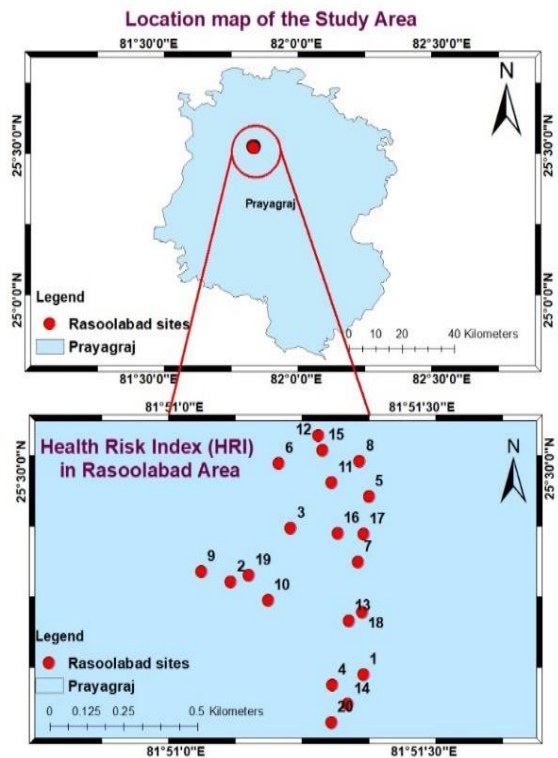 Location map of the Study Area
81°30'0"E 82°0'0"E 82°30'0"E
N
25°30'0"N 25°30'0"N
Prayagraj
25°0'0"N 25°0'0"N
Legend
Rasoolabad sites
Prayagraj
0 10 20 40 Kilometers
81°30'0"E 82°0'0"E 82°30'0"E
81°51'0"E 81°51'30"E
Health Risk Index (HRI)
in Rasoolabad Area
N
25°30'0"N 25°30'0"N
12 15
6 8
11
5
3 16 17
7
9 2 19
10
13
18
1
4
14
20
Legend
Rasoolabad sites
Prayagraj
0 0.125 0.25 0.5 Kilometers
81°51'0"E 81°51'30"E